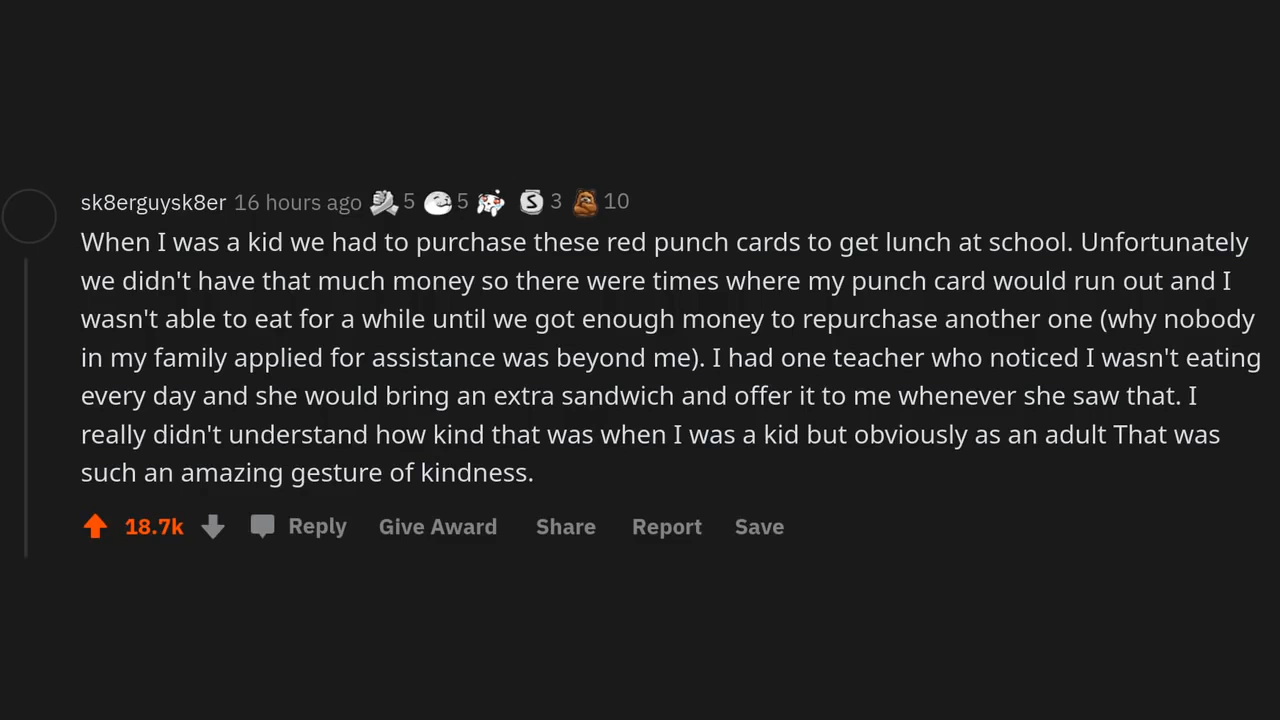 sk8erguysk8er 16 hours ago 5 5 S 3 10
When I was a kid we had to purchase these red punch cards to get lunch at school. Unfortunately
we didn't have that much money so there were times where my punch card would run out and I
wasn't able to eat for a while until we got enough money to repurchase another one (why nobody
in my family applied for assistance was beyond me). I had one teacher who noticed I wasn't eating
every day and she would bring an extra sandwich and offer it to me whenever she saw that. I
really didn't understand how kind that was when I was a kid but obviously as an adult That was
such an amazing gesture of kindness.
18.7k Reply Give Award Share Report Save